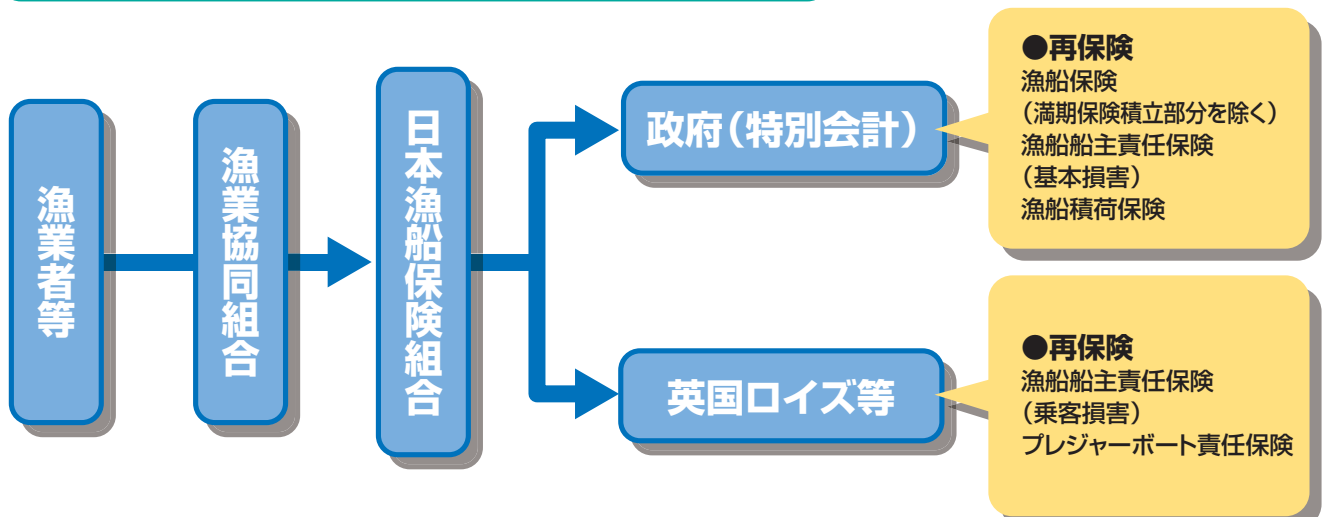 漁業者等
漁業協同組合
日本漁船保険組合
政府(特別会計)
●再保険
漁船保険
(満期保険積立部分を除く)
漁船船主責任保険
(基本損害)
漁船積荷保険
英国ロイズ等
●再保険
漁船船主責任保険
(乗客損害)
プレジャーボート責任保険